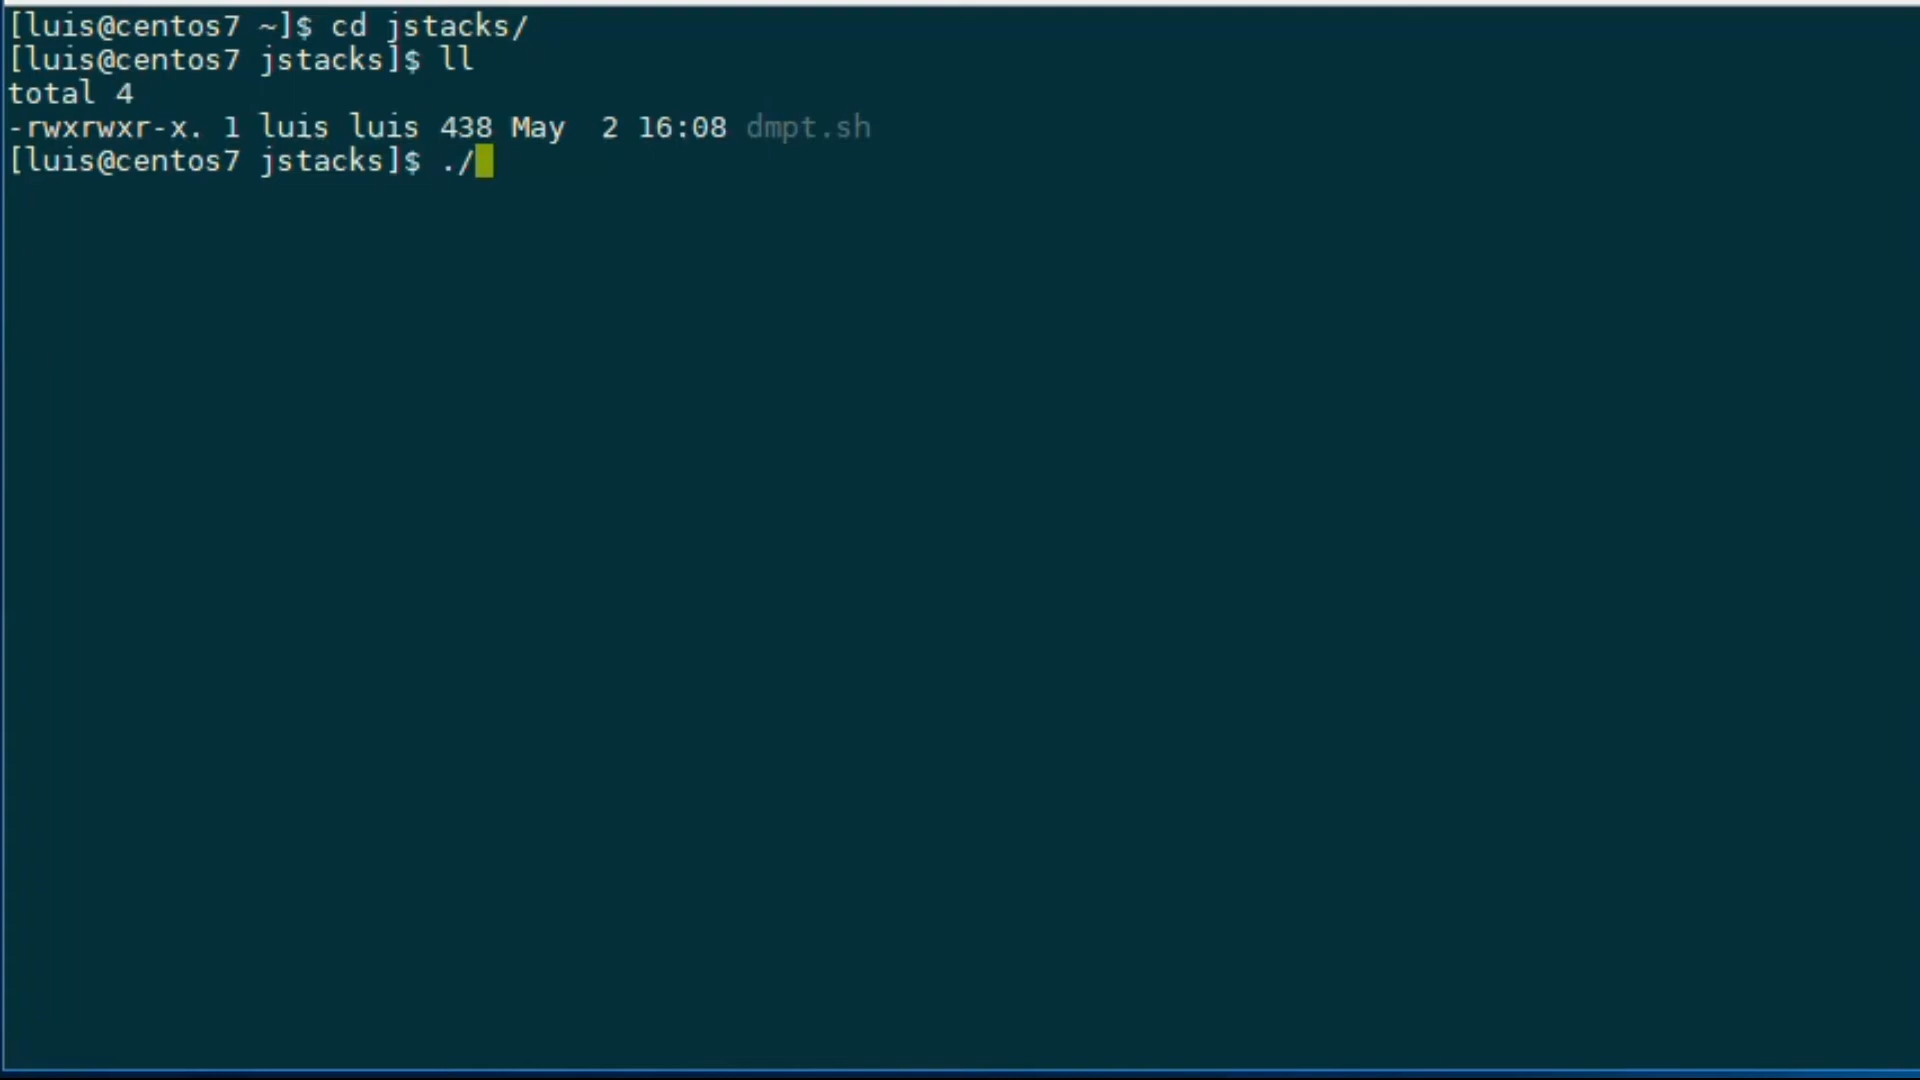 [luis@centos7 ~]$ cd jstacks/
[luis@centos7 jstacks]$ ll
total 4
-rwxrwxr-x. 1 luis luis 438 May  2 16:08 dmpt.sh
[luis@centos7 jstacks]$ ./